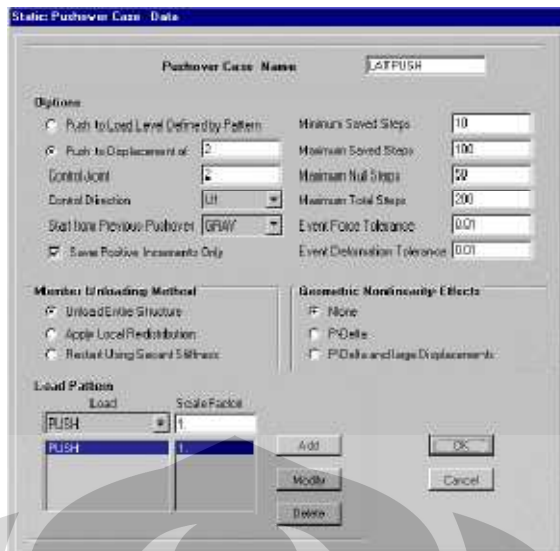 Static Pushover Case Data
Pushover Case Name LATPUSH
Options
Push to Load Level Defined by Pattern
Push to Displacement of 2
Control Joint 2
Control Direction U1
Start from Previous Pushover GRAV
Save Positive Increments Only
Minimum Saved Steps 10
Maximum Saved Steps 100
Maximum Null Steps 50
Maximum Total Steps 200
Event Force Tolerance 0.01
Event Deformation Tolerance 0.01
Member Unloading Method
Unload Entire Structure
Apply Local Redistribution
Restart Using Secant Stiffness
Geometric Nonlinearity Effects
None
P-Delta
P-Delta and large Displacements
Load Pattern
Load Scale Factor
PUSH 1.
PUSH 1.
Add
Modify
Delete
OK
Cancel